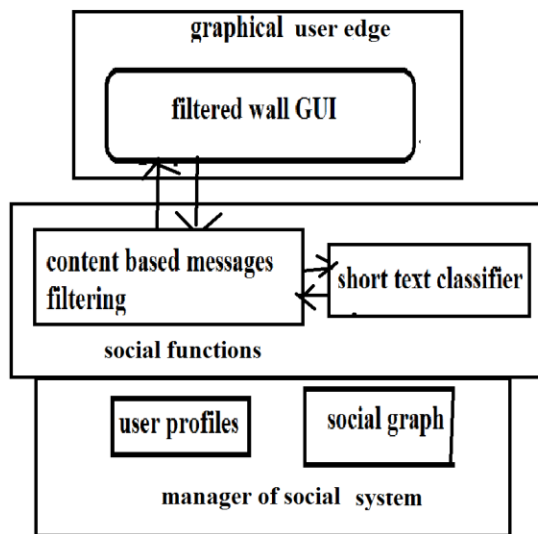 graphical user edge
filtered wall GUI
content based messages
filtering
short text classifier
social functions
user profiles
social graph
manager of social system